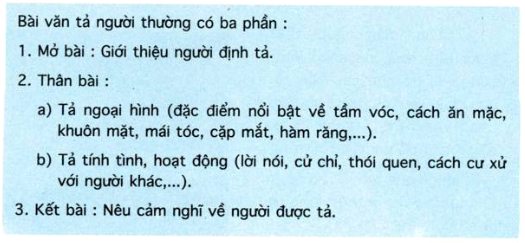 Bài văn tả người thường có ba phần :
1. Mở bài : Giới thiệu người định tả.
2. Thân bài :
a) Tả ngoại hình (đặc điểm nổi bật về tầm vóc, cách ăn mặc,
khuôn mặt, mái tóc, cặp mắt, hàm răng,...).
b) Tả tính tình, hoạt động (lời nói, cử chỉ, thói quen, cách cư xử
với người khác,...).
3. Kết bài : Nêu cảm nghĩ về người được tả.